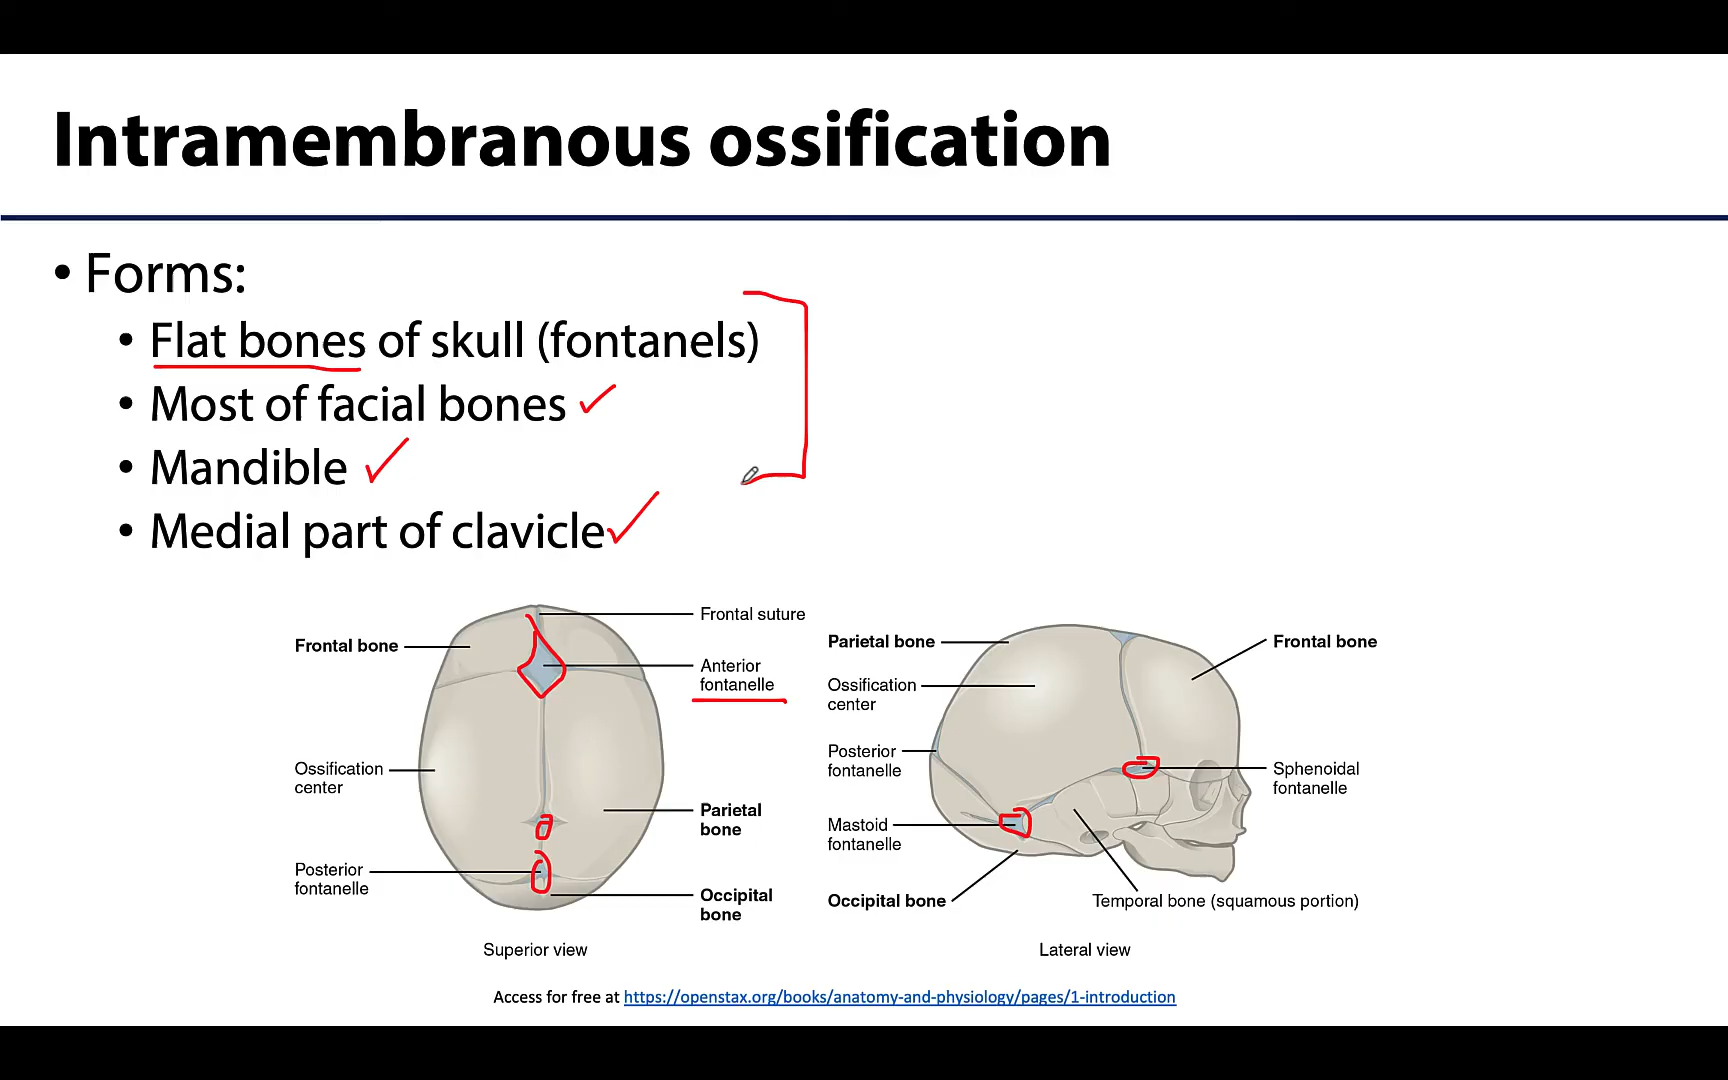 Intramembranous ossification
• Forms:
• Flat bones of skull (fontanels)
• Most of facial bones
• Mandible
• Medial part of clavicle
Frontal suture
Frontal bone
Anterior
fontanelle
Ossification
center
Parietal
bone
Posterior
fontanelle
Occipital
bone
Superior view
Parietal bone
Frontal bone
Ossification
center
Posterior
fontanelle
Sphenoidal
fontanelle
Mastoid
fontanelle
Occipital bone
Temporal bone (squamous portion)
Lateral view
Access for free at https://openstax.org/books/anatomy-and-physiology/pages/1-introduction